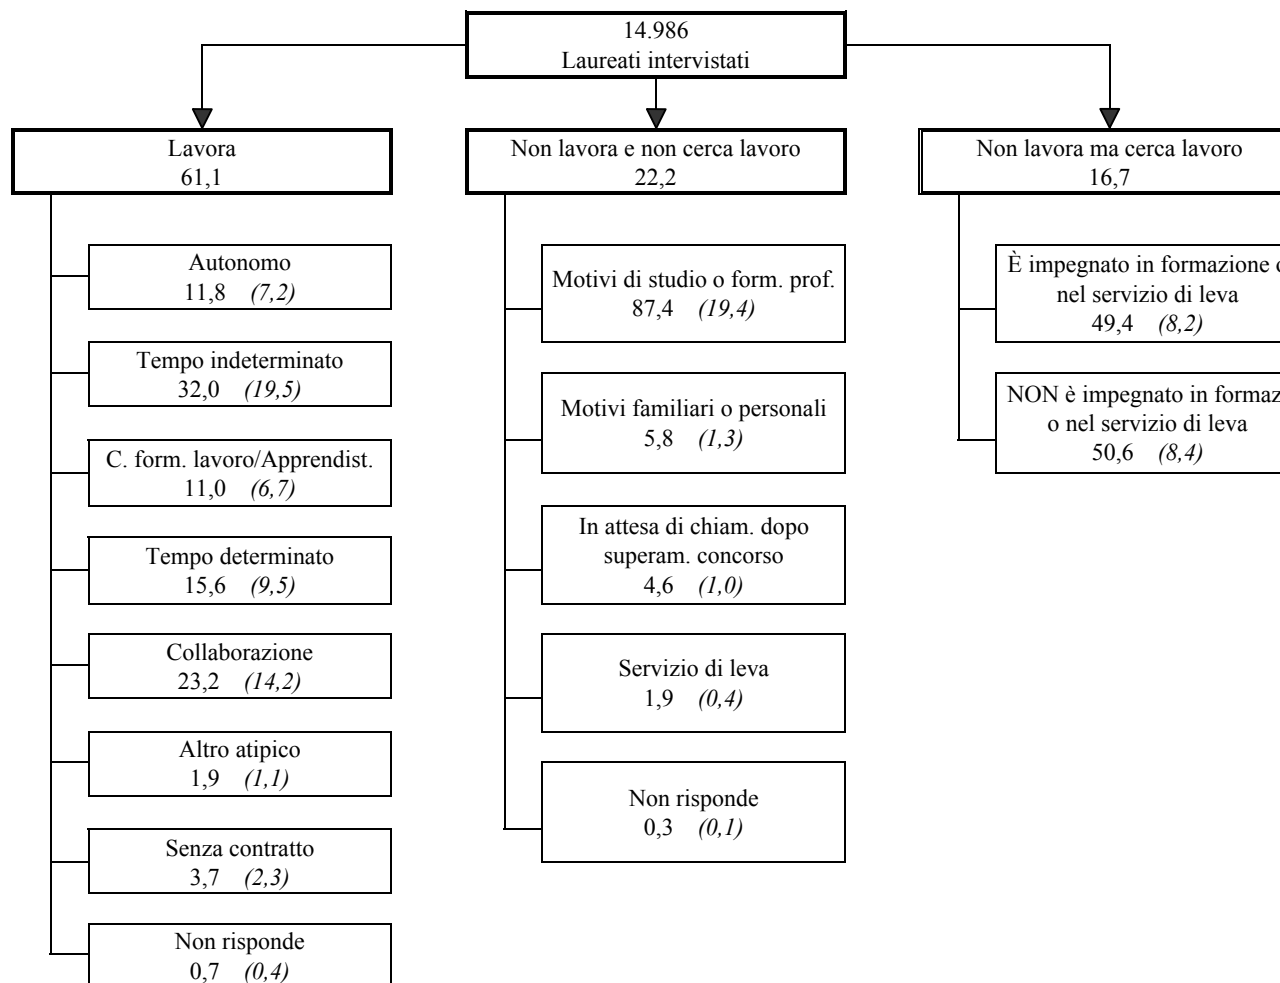 14.986
Laureati intervistati
Lavora
61,1
Autonomo
11,8 (7,2)
Tempo indeterminato
32,0 (19,5)
C. form. lavoro/Apprendist.
11,0 (6,7)
Tempo determinato
15,6 (9,5)
Collaborazione
23,2 (14,2)
Altro atipico
1,9 (1,1)
Senza contratto
3,7 (2,3)
Non risponde
0,7 (0,4)
Non lavora e non cerca lavoro
22,2
Motivi di studio o form. prof.
87,4 (19,4)
Motivi familiari o personali
5,8 (1,3)
In attesa di chiam. dopo
superam. concorso
4,6 (1,0)
Servizio di leva
1,9 (0,4)
Non risponde
0,3 (0,1)
Non lavora ma cerca lavoro
16,7
È impegnato in formazione
nel servizio di leva
49,4 (8,2)
NON è impegnato in formaz
o nel servizio di leva
50,6 (8,4)